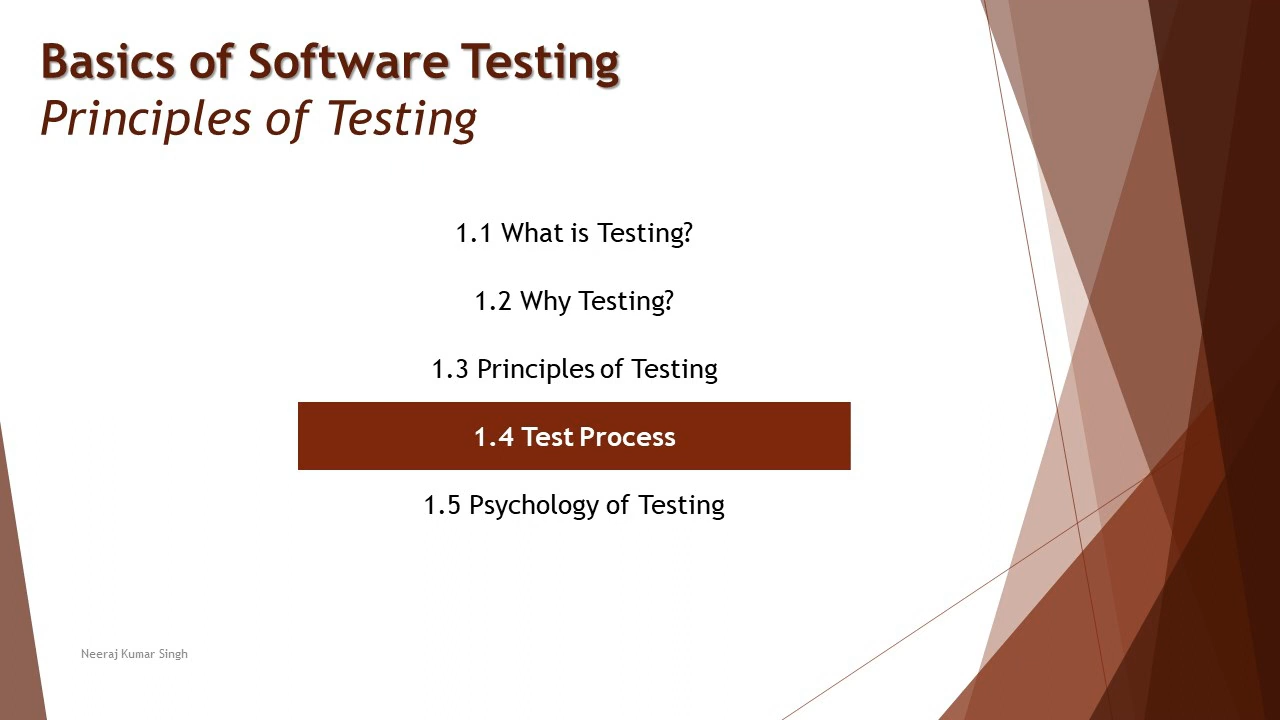 Basics of Software Testing
Principles of Testing
1.1 What is Testing?
1.2 Why Testing?
1.3 Principles of Testing
1.4 Test Process
1.5 Psychology of Testing
Neeraj Kumar Singh